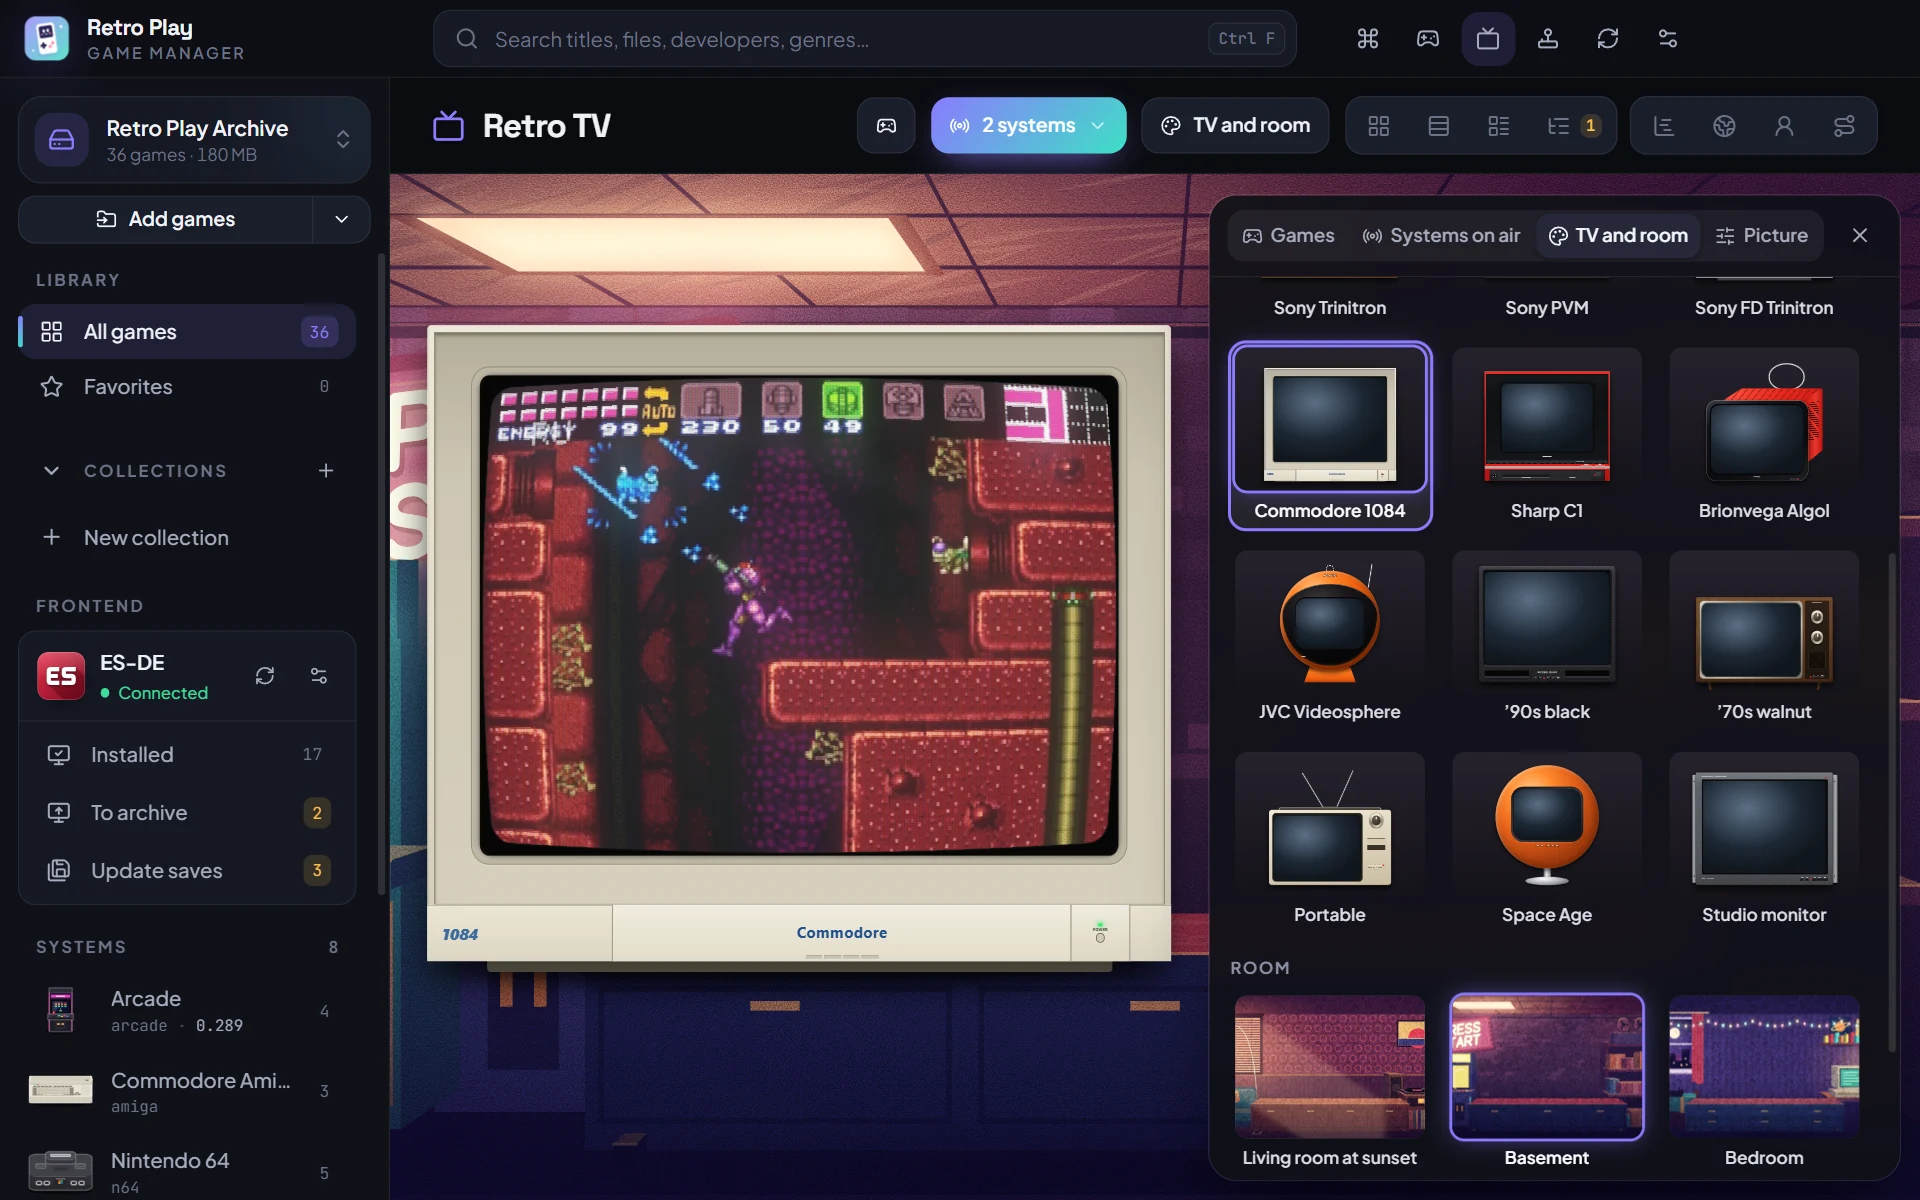 Retro Play
GAME MANAGER
Search titles, files, developers, genres...
Ctrl F
Retro Play Archive
36 games · 180 MB
Add games
LIBRARY
All games
36
Favorites
0
COLLECTIONS
New collection
FRONTEND
ES
ES-DE
Connected
Installed
17
To archive
2
Update saves
3
SYSTEMS
8
Arcade
arcade · 0.289
4
Commodore Ami...
amiga
3
Nintendo 64
n64
5
Retro TV
2 systems
TV and room
1
ENERGY 99
AUTO
230
50
49
1084
Commodore
POWER
Games
Systems on air
TV and room
Picture
Sony Trinitron
Sony PVM
Sony FD Trinitron
Commodore 1084
Sharp C1
Brionvega Algol
JVC Videosphere
'90s black
'70s walnut
Portable
Space Age
Studio monitor
ROOM
Living room at sunset
Basement
Bedroom